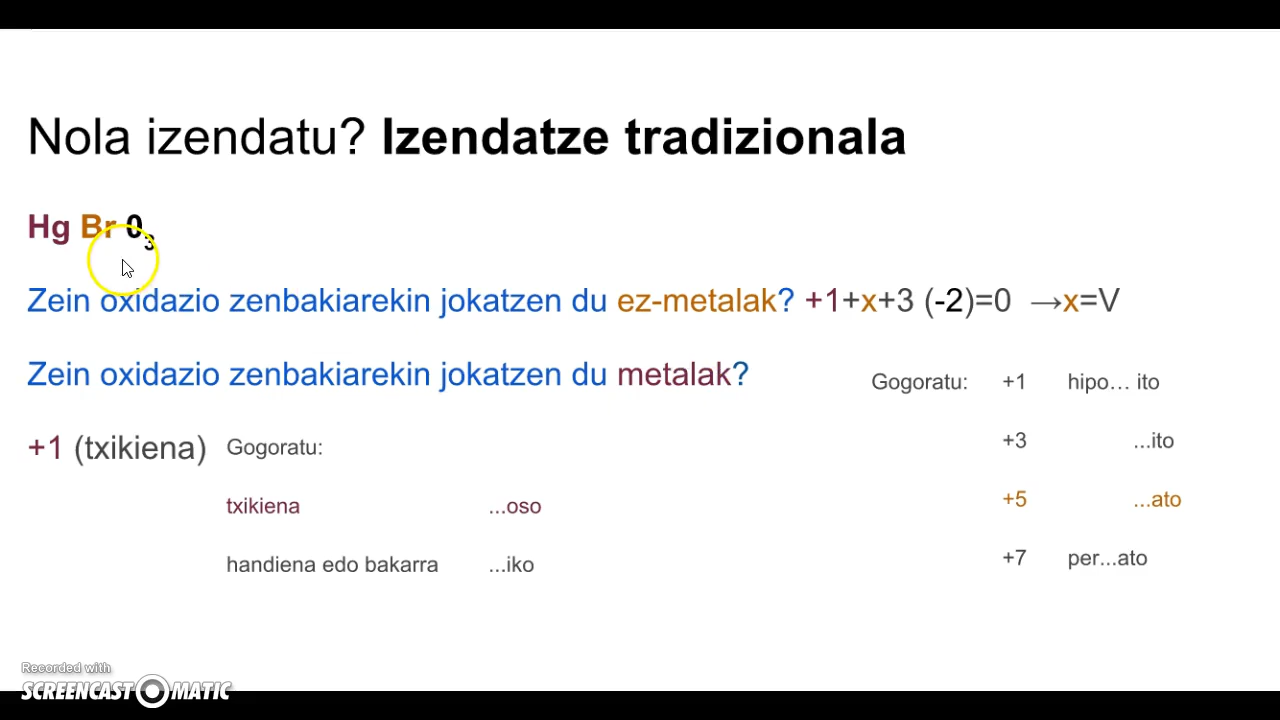 Nola izendatu? Izendatze tradizionala
Hg Br 0₃
Zein oxidazio zenbakiarekin jokatzen du ez-metalak? +1+x+3 (-2)=0 →x=V
Zein oxidazio zenbakiarekin jokatzen du metalak?
Gogoratu: +1 hipo… ito
+3 ...ito
+5 ...ato
+7 per...ato
+1 (txikiena) Gogoratu:
txikiena ...oso
handiena edo bakarra ...iko
Recorded with
SCREENCAST O MATIC